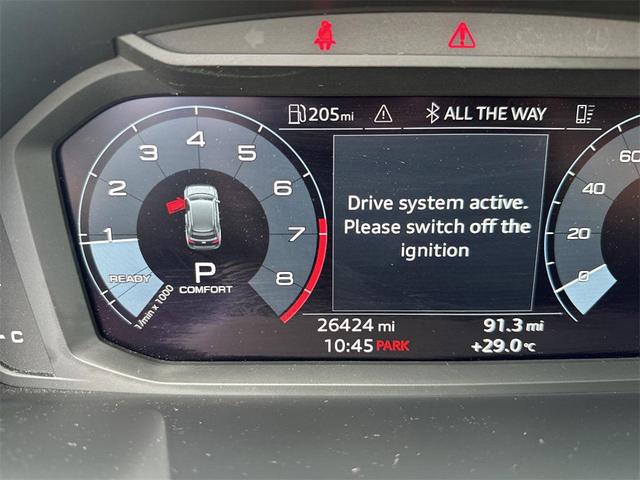 205mi
ALL THE WAY
1
2
3
4
5
6
7
8
READY
1/min x 1000
P
COMFORT
Drive system active.
Please switch off the
ignition
60
40
20
0
26424 mi
91.3 mi
10:45 PARK
+29.0 °C
C